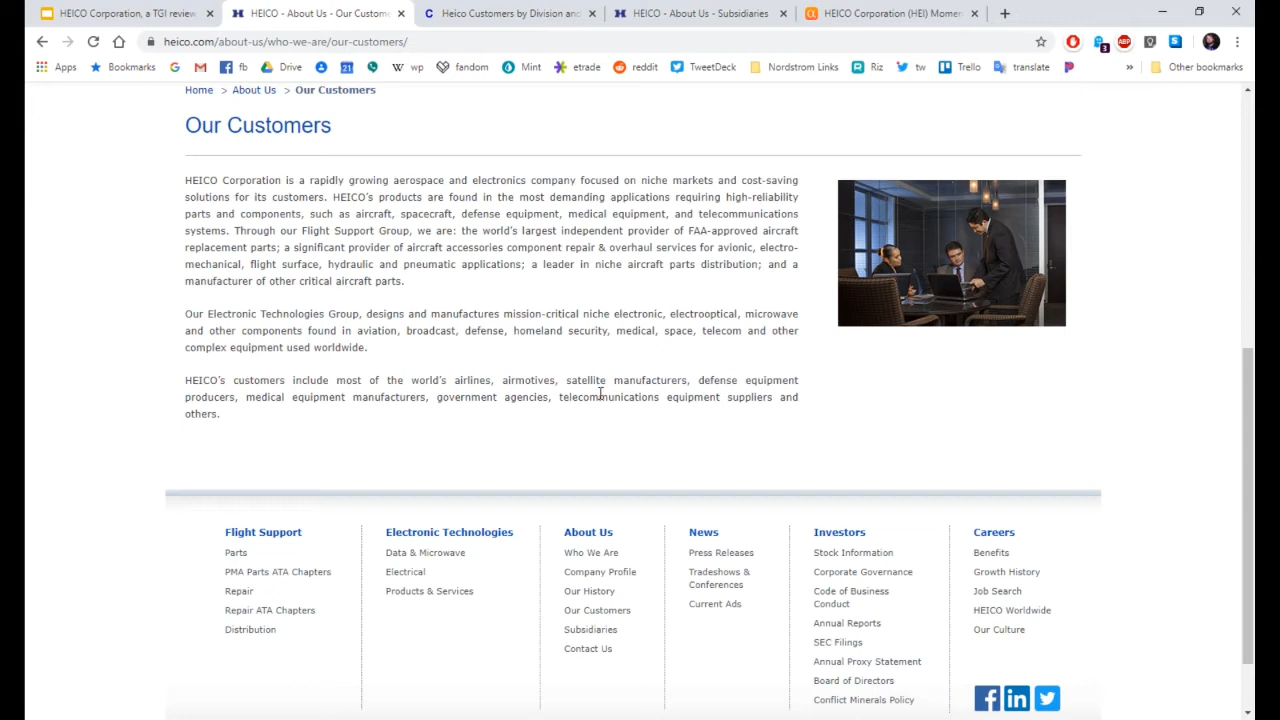 HEICO Corporation, a TGI review
HEICO - About Us - Our Custome
Heico Customers by Division and
HEICO - About Us - Subsidiaries
HEICO Corporation (HEI) Momen
heico.com/about-us/who-we-are/our-customers/
ABP
3
Apps
Bookmarks
fb
Drive
wp
fandom
Mint
etrade
reddit
TweetDeck
Nordstrom Links
Riz
tw
Trello
translate
Other bookmarks
Home > About Us > Our Customers
Our Customers
HEICO Corporation is a rapidly growing aerospace and electronics company focused on niche markets and cost-saving
solutions for its customers. HEICO's products are found in the most demanding applications requiring high-reliability
parts and components, such as aircraft, spacecraft, defense equipment, medical equipment, and telecommunications
systems. Through our Flight Support Group, we are: the world's largest independent provider of FAA-approved aircraft
replacement parts; a significant provider of aircraft accessories component repair & overhaul services for avionic, electro-
mechanical, flight surface, hydraulic and pneumatic applications; a leader in niche aircraft parts distribution; and a
manufacturer of other critical aircraft parts.
Our Electronic Technologies Group, designs and manufactures mission-critical niche electronic, electrooptical, microwave
and other components found in aviation, broadcast, defense, homeland security, medical, space, telecom and other
complex equipment used worldwide.
HEICO's customers include most of the world's airlines, airmotives, satellite manufacturers, defense equipment
producers, medical equipment manufacturers, government agencies, telecommunications equipment suppliers and
others.
Flight Support
Parts
PMA Parts ATA Chapters
Repair
Repair ATA Chapters
Distribution
Electronic Technologies
Data & Microwave
Electrical
Products & Services
About Us
Who We Are
Company Profile
Our History
Our Customers
Subsidiaries
Contact Us
News
Press Releases
Tradeshows &
Conferences
Current Ads
Investors
Stock Information
Corporate Governance
Code of Business
Conduct
Annual Reports
SEC Filings
Annual Proxy Statement
Board of Directors
Conflict Minerals Policy
Careers
Benefits
Growth History
Job Search
HEICO Worldwide
Our Culture